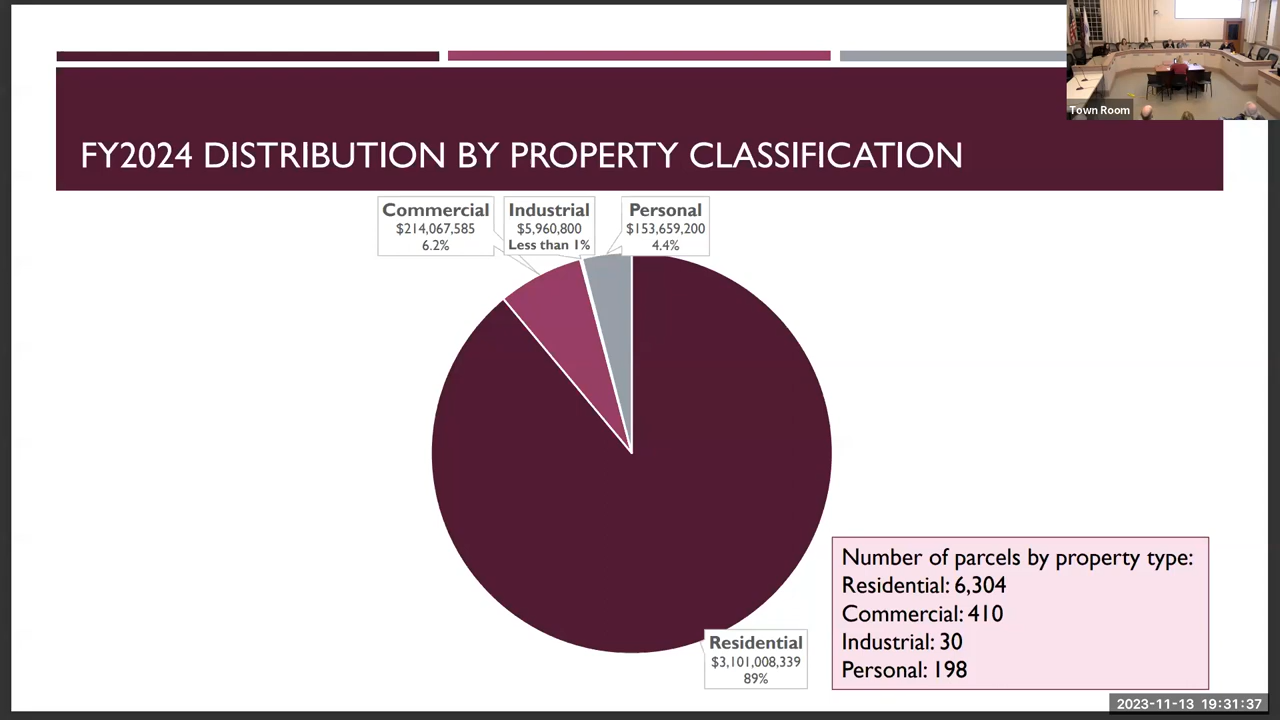 Town Room
FY2024 DISTRIBUTION BY PROPERTY CLASSIFICATION
Commercial
$214,067,585
6.2%
Industrial
$5,960,800
Less than 1%
Personal
$153,659,200
4.4%
Residential
$3,101,008,339
89%
Number of parcels by property type:
Residential: 6,304
Commercial: 410
Industrial: 30
Personal: 198
2023-11-13 19:31:37